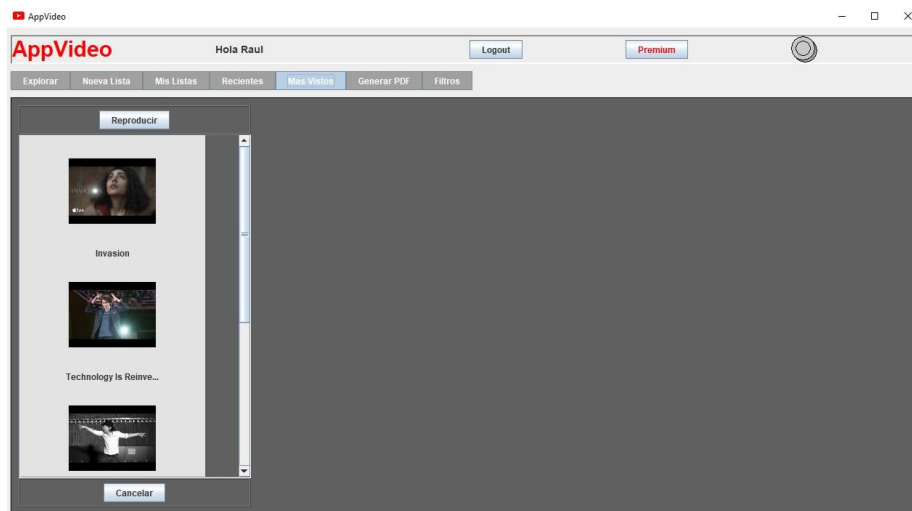 AppVideo
AppVideo Hola Raul Logout Premium
Explorar Nueva Lista Mis Listas Recientes Mas Vistos Generar PDF Filtros
Reproducir
Invasion
Technology Is Reinve...
Cancelar